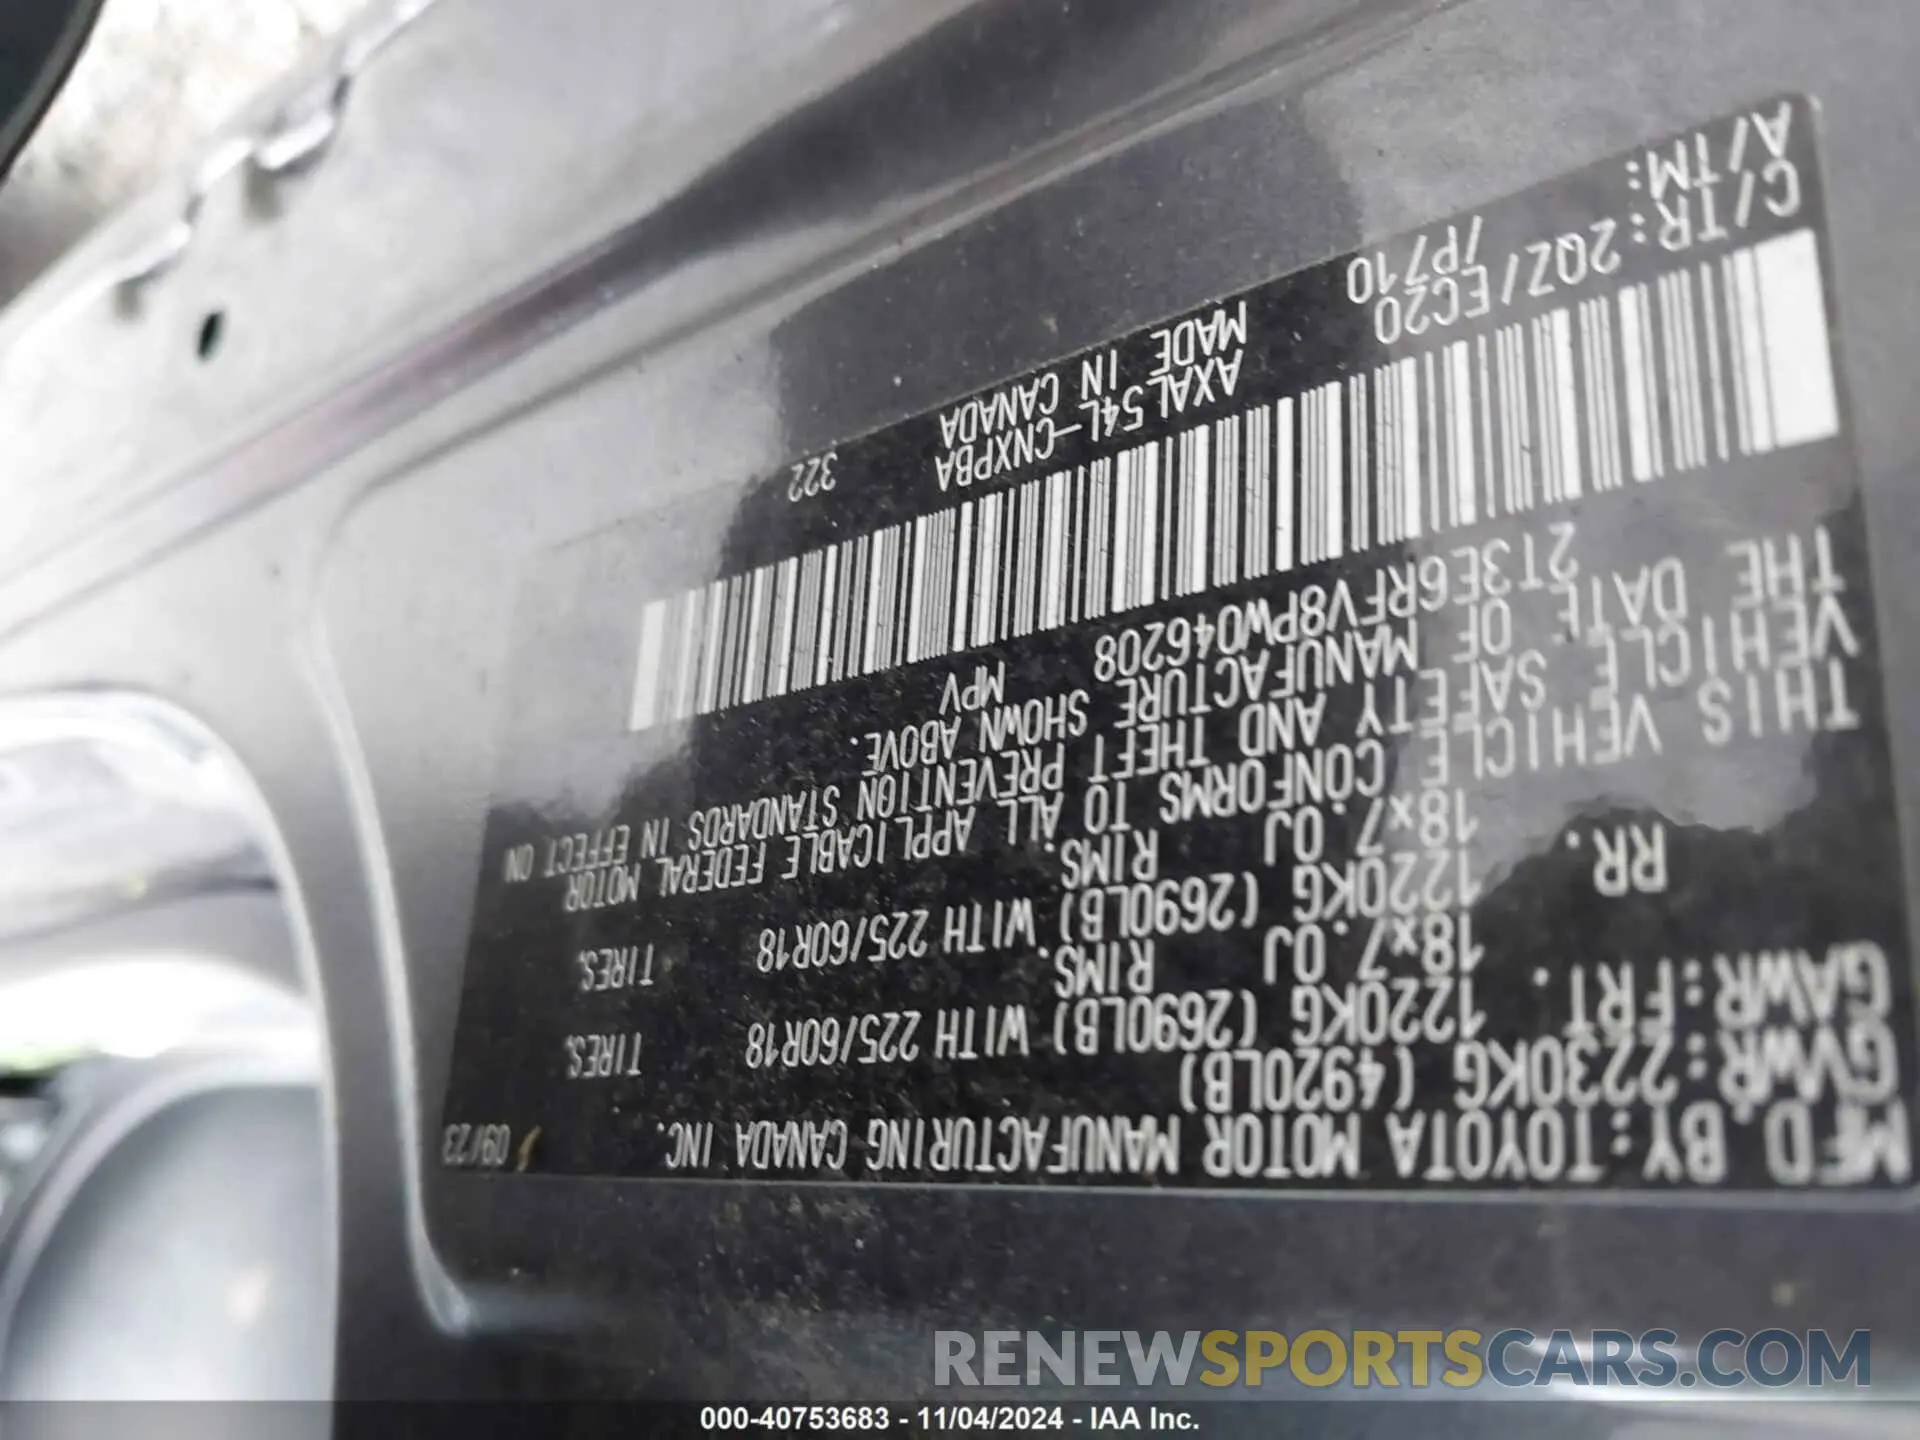 MFD. BY: TOYOTA MOTOR MANUFACTURING CANADA INC. 09/23
GVWR: 2230KG (4920LB)
GAWR: FRT. 1220KG (2690LB) WITH 225/60R18 TIRES,
18x7.0J RIMS.
RR. 1220KG (2690LB) WITH 225/60R18 TIRES,
18x7.0J RIMS.
THIS VEHICLE CONFORMS TO ALL APPLICABLE FEDERAL MOTOR
VEHICLE SAFETY AND THEFT PREVENTION STANDARDS IN EFFECT ON
THE DATE OF MANUFACTURE SHOWN ABOVE.
2T3E6RFV8PW046208 MPV
C/TR: 2QZ/EC20 AXAL54L-CNXPBA 322
A/TM: /P710 MADE IN CANADA
RENEWSPORTSCARS.COM
000-40753683 - 11/04/2024 - IAA Inc.